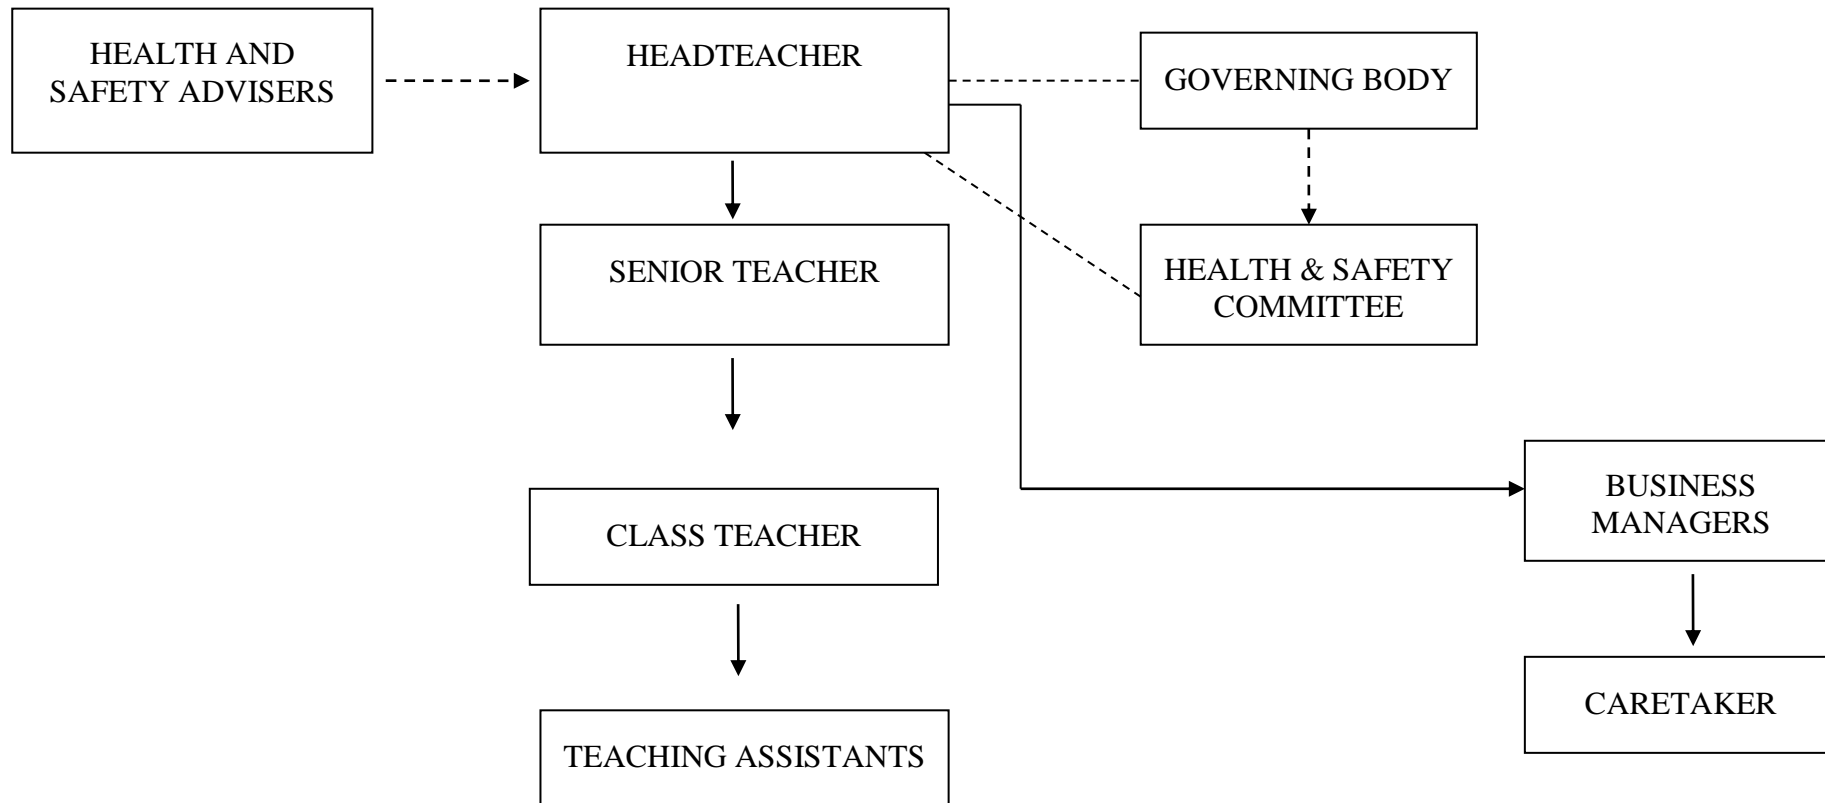 HEALTH AND
SAFETY ADVISERS
HEADTEACHER
GOVERNING BODY
SENIOR TEACHER
HEALTH & SAFETY
COMMITTEE
CLASS TEACHER
BUSINESS
MANAGERS
TEACHING ASSISTANTS
CARETAKER